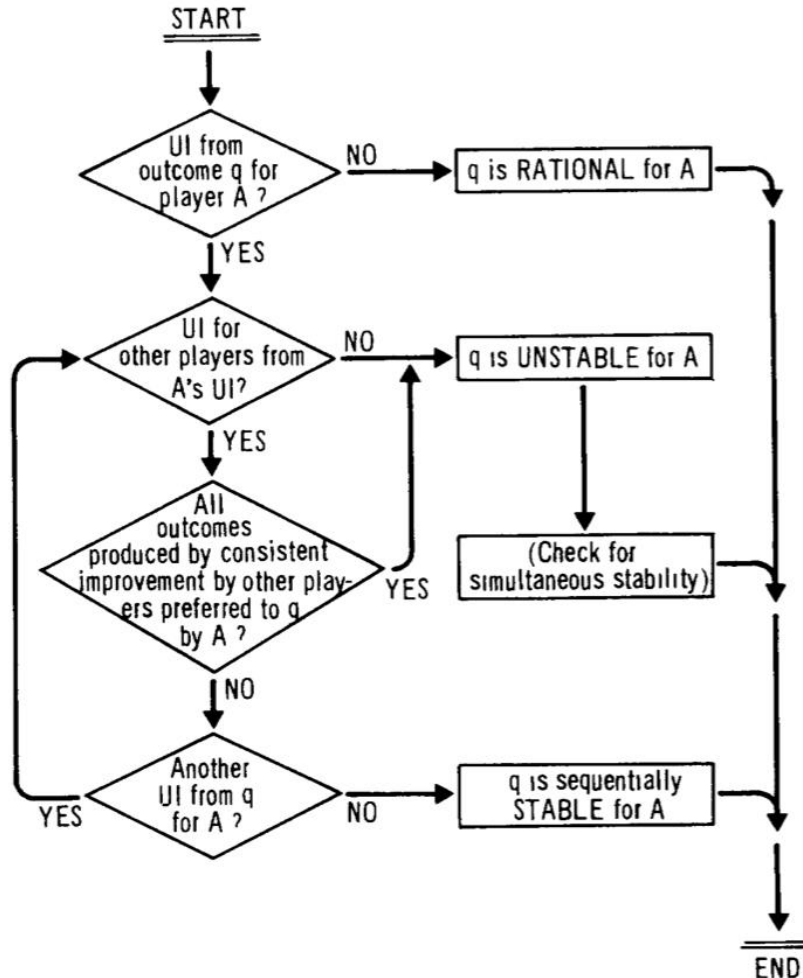 START
UI from
outcome q for
player A ?
NO
q is RATIONAL for A
YES
UI for
other players from
A's UI?
NO
q is UNSTABLE for A
YES
All
outcomes
produced by consistent
improvement by other play-
ers preferred to q
by A ?
YES
(Check for
simultaneous stability)
NO
Another
UI from q
for A ?
YES
NO
q is sequentially
STABLE for A
END